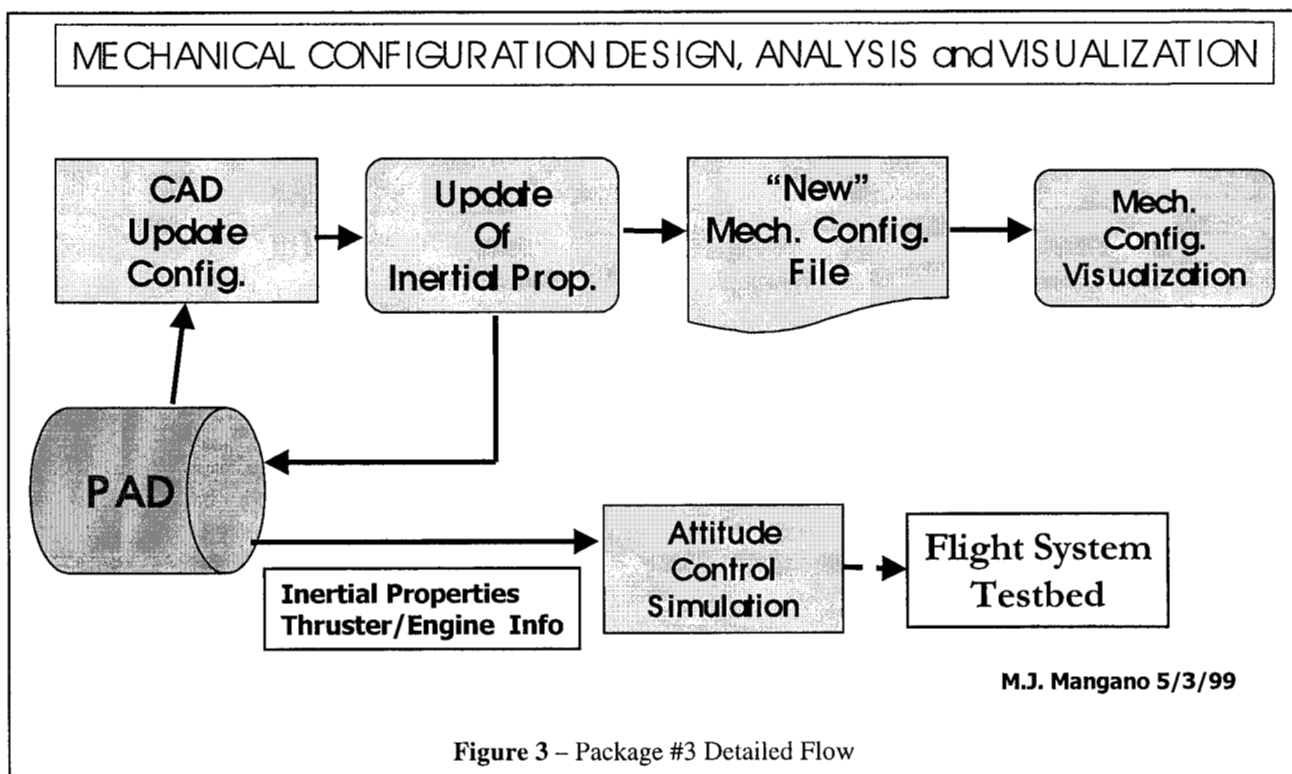 MECHANICAL CONFIGURATION DESIGN, ANALYSIS and VISUALIZATION
CAD
Update
Config.
Update
Of
Inertial Prop.
“New”
Mech. Config.
File
Mech.
Config.
Visualization
PAD
Inertial Properties
Thruster/Engine Info
Attitude
Control
Simulation
Flight System
Testbed
M.J. Mangano 5/3/99
Figure 3 – Package #3 Detailed Flow